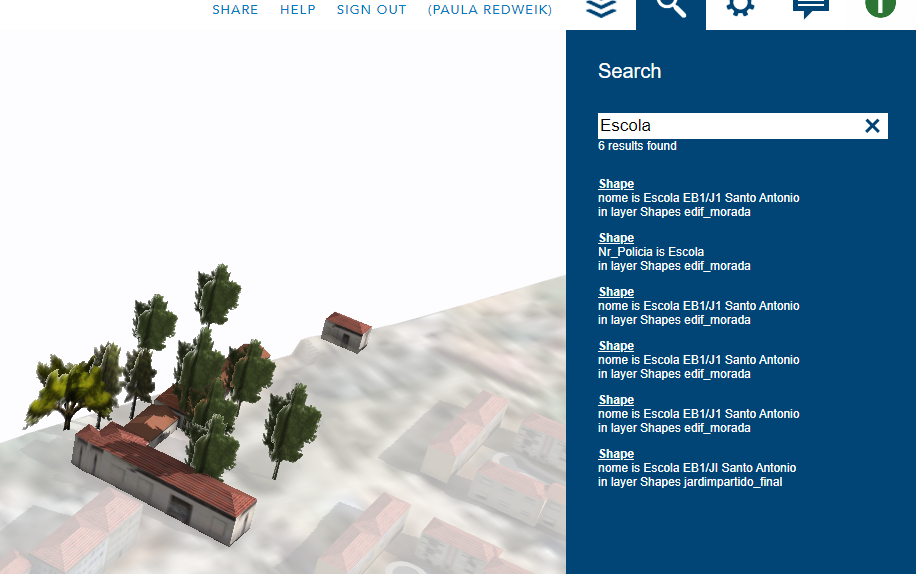 SHARE HELP SIGN OUT (PAULA REDWEIK)
Search
Escola
6 results found
Shape
nome is Escola EB1/J1 Santo Antonio
in layer Shapes edif_morada
Shape
Nr_Policia is Escola
in layer Shapes edif_morada
Shape
nome is Escola EB1/J1 Santo Antonio
in layer Shapes edif_morada
Shape
nome is Escola EB1/J1 Santo Antonio
in layer Shapes edif_morada
Shape
nome is Escola EB1/J1 Santo Antonio
in layer Shapes edif_morada
Shape
nome is Escola EB1/JI Santo Antonio
in layer Shapes jardimpartido_final